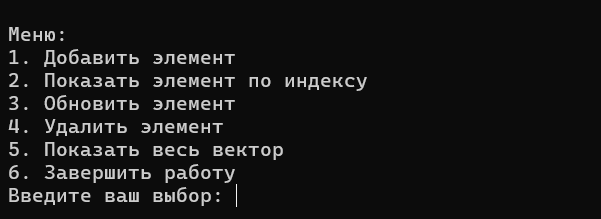 Меню:
1. Добавить элемент
2. Показать элемент по индексу
3. Обновить элемент
4. Удалить элемент
5. Показать весь вектор
6. Завершить работу
Введите ваш выбор: